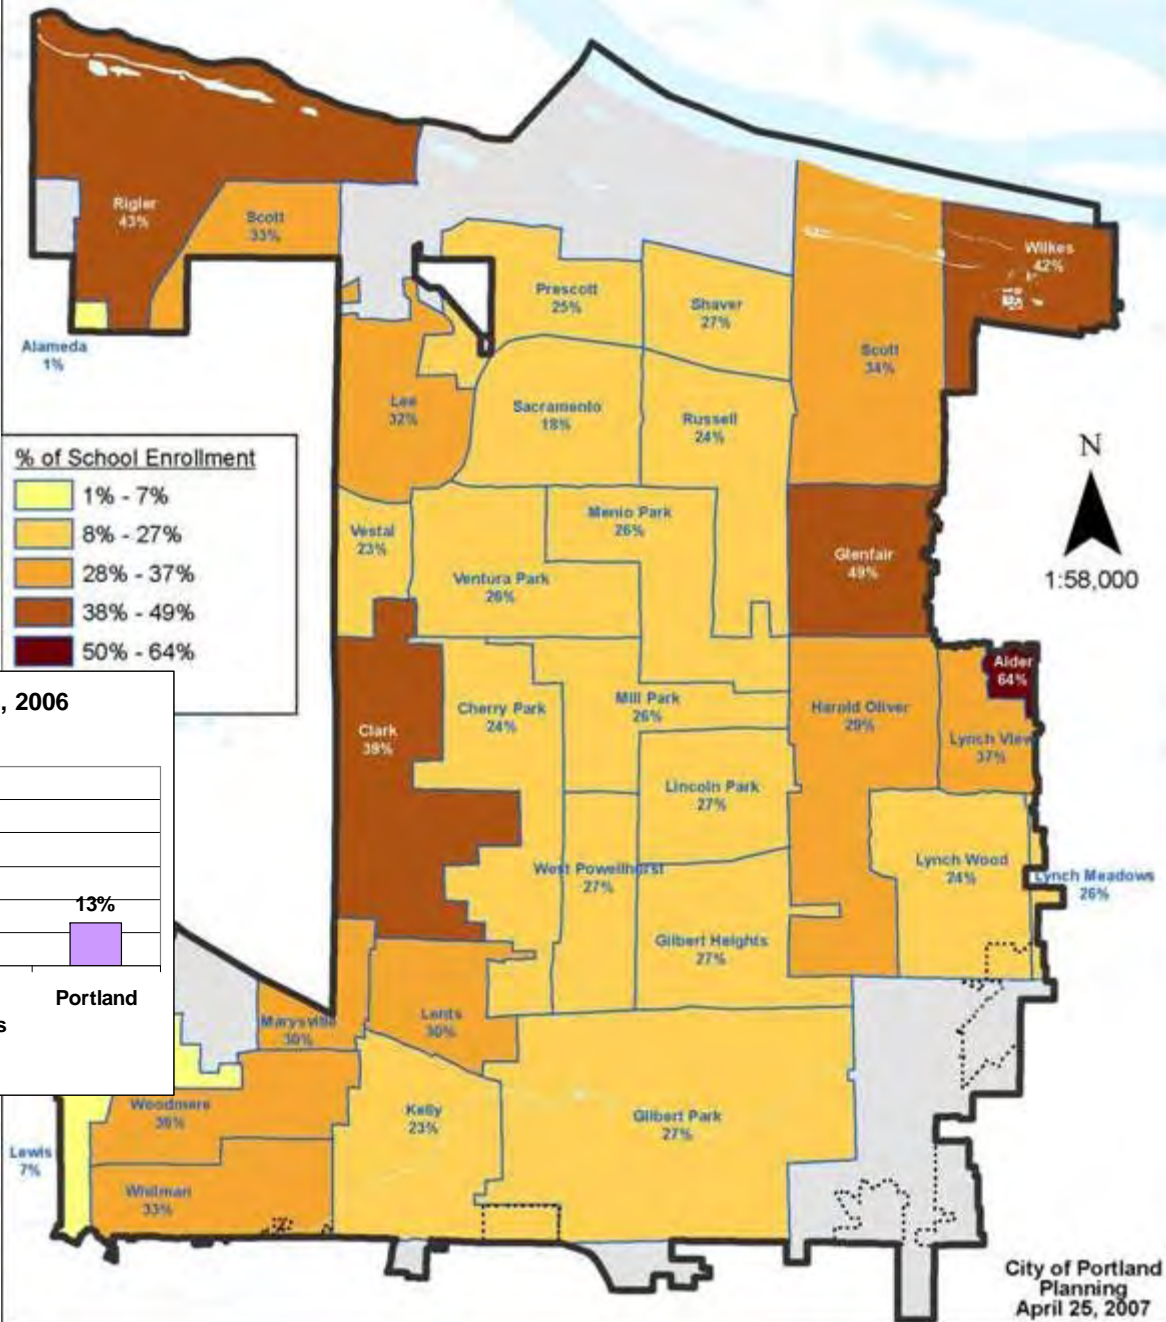 Rigler
43%
Scott
33%
Wilkes
42%
Prescott
25%
Shaver
27%
Alameda
1%
Scott
34%
Lee
32%
Sacramento
18%
Russell
24%
N
1:58,000
% of School Enrollment
1% - 7%
8% - 27%
28% - 37%
38% - 49%
50% - 64%
Vestal
23%
Menlo Park
26%
Glenfair
49%
Ventura Park
26%
Alder
64%
, 2006
Clark
39%
Cherry Park
24%
Mill Park
26%
Harold Oliver
29%
Lynch View
37%
Lincoln Park
27%
West Powellhurst
27%
Lynch Wood
24%
Lynch Meadows
26%
13%
Portland
s
Gilbert Heights
27%
Marysville
30%
Lents
30%
Woodmere
36%
Kelly
23%
Gilbert Park
27%
Lewis
7%
Whitman
33%
City of Portland
Planning
April 25, 2007